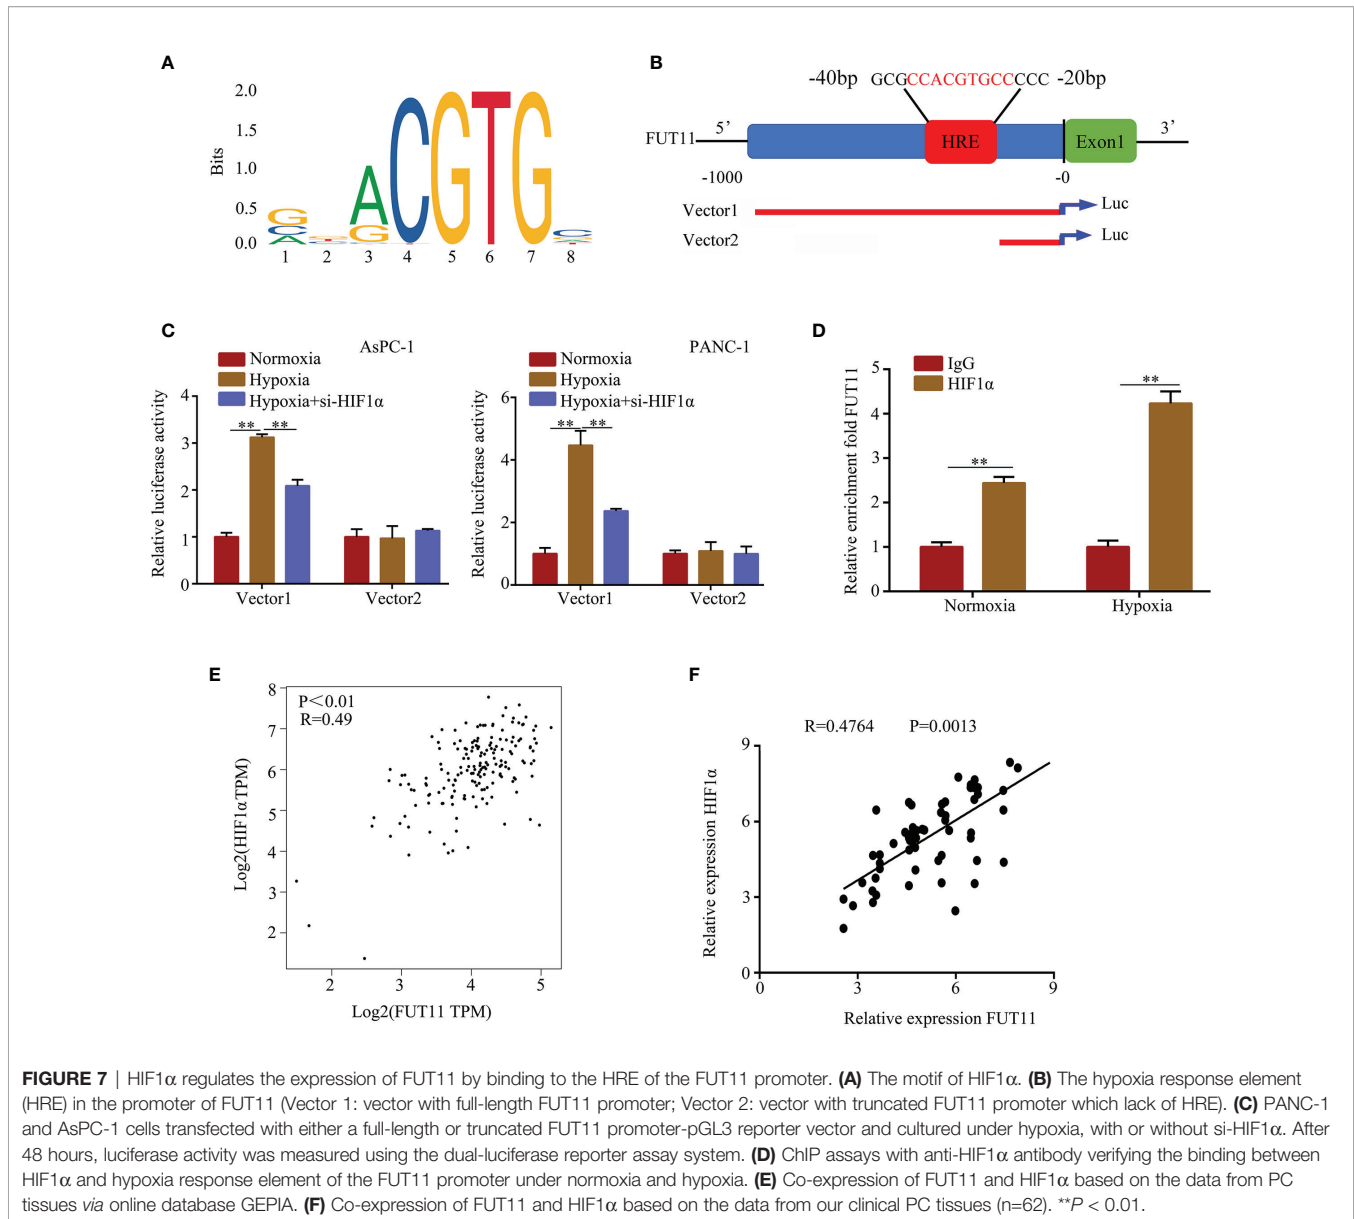 A
Bits
2.0
1.5
1.0
0.5
0.0
G
C
A
A
G
C
G
T
G
1 2 3 4 5 6 7 8
B
-40bp GCGCCACGTGCCCCC -20bp
FUT11 5’ HRE Exon1 3’
-1000 -0
Vector1 Luc
Vector2 Luc
C
AsPC-1
Normoxia
Hypoxia
Hypoxia+si-HIF1α
Relative luciferase activity
4
3
2
1
0
** **
Vector1 Vector2
PANC-1
Normoxia
Hypoxia
Hypoxia+si-HIF1α
Relative luciferase activity
6
4
2
0
** **
Vector1 Vector2
D
IgG
HIF1α
Relative enrichment fold FUT11
5
4
3
2
1
0
** **
Normoxia Hypoxia
E
P<0.01
R=0.49
Log2(HIF1α TPM)
8
7
6
5
4
3
2
2 3 4 5
Log2(FUT11 TPM)
F
R=0.4764 P=0.0013
Relative expression HIF1α
9
6
3
0
0 3 6 9
Relative expression FUT11
FIGURE 7 | HIF1α regulates the expression of FUT11 by binding to the HRE of the FUT11 promoter. (A) The motif of HIF1α. (B) The hypoxia response element
(HRE) in the promoter of FUT11 (Vector 1: vector with full-length FUT11 promoter; Vector 2: vector with truncated FUT11 promoter which lack of HRE). (C) PANC-1
and AsPC-1 cells transfected with either a full-length or truncated FUT11 promoter-pGL3 reporter vector and cultured under hypoxia, with or without si-HIF1α. After
48 hours, luciferase activity was measured using the dual-luciferase reporter assay system. (D) ChIP assays with anti-HIF1α antibody verifying the binding between
HIF1α and hypoxia response element of the FUT11 promoter under normoxia and hypoxia. (E) Co-expression of FUT11 and HIF1α based on the data from PC
tissues via online database GEPIA. (F) Co-expression of FUT11 and HIF1α based on the data from our clinical PC tissues (n=62). **P < 0.01.